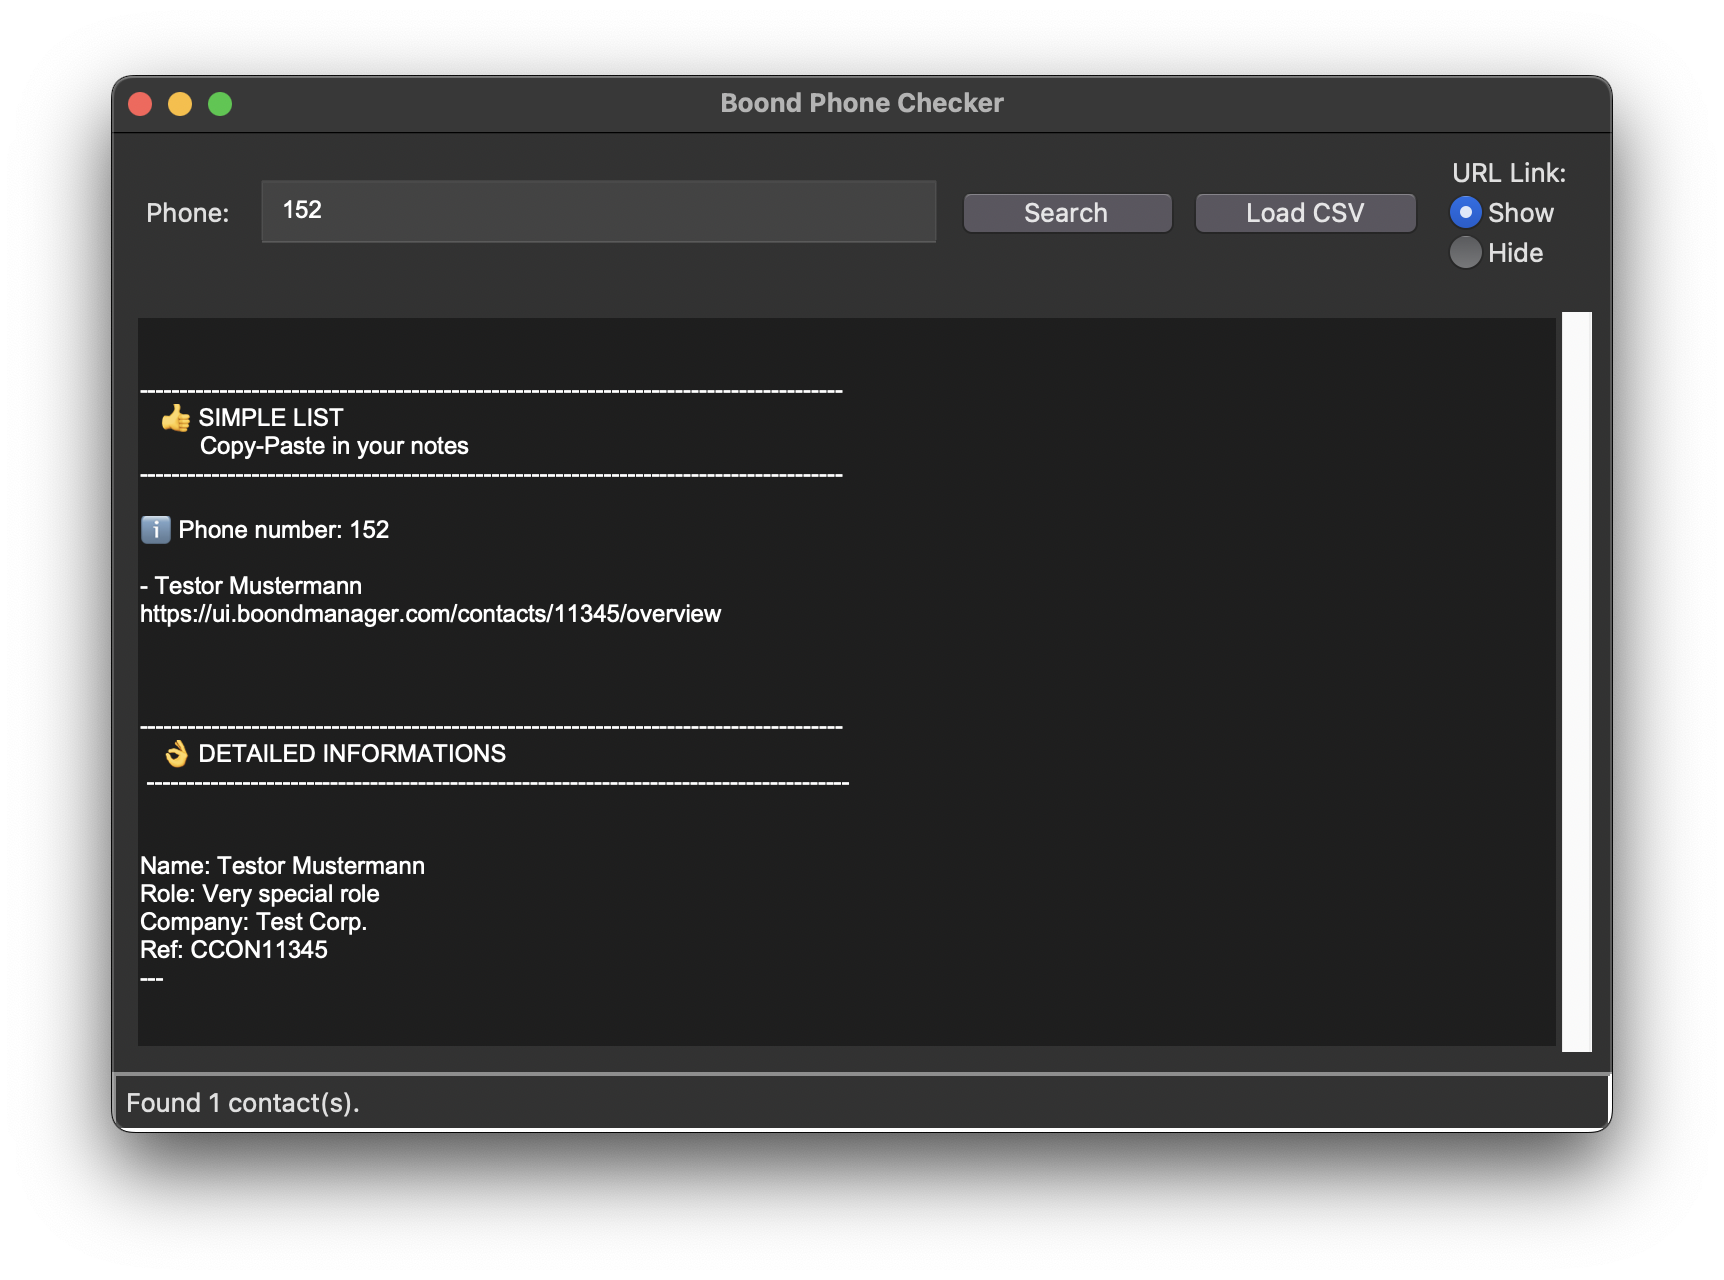 Boond Phone Checker
Phone:
152
Search
Load CSV
URL Link:
Show
Hide
--------------------------------------------------------------------------------
👍 SIMPLE LIST
Copy-Paste in your notes
--------------------------------------------------------------------------------
ℹ️ Phone number: 152
- Testor Mustermann
https://ui.boondmanager.com/contacts/11345/overview
--------------------------------------------------------------------------------
👌 DETAILED INFORMATIONS
--------------------------------------------------------------------------------
Name: Testor Mustermann
Role: Very special role
Company: Test Corp.
Ref: CCON11345
---
Found 1 contact(s).